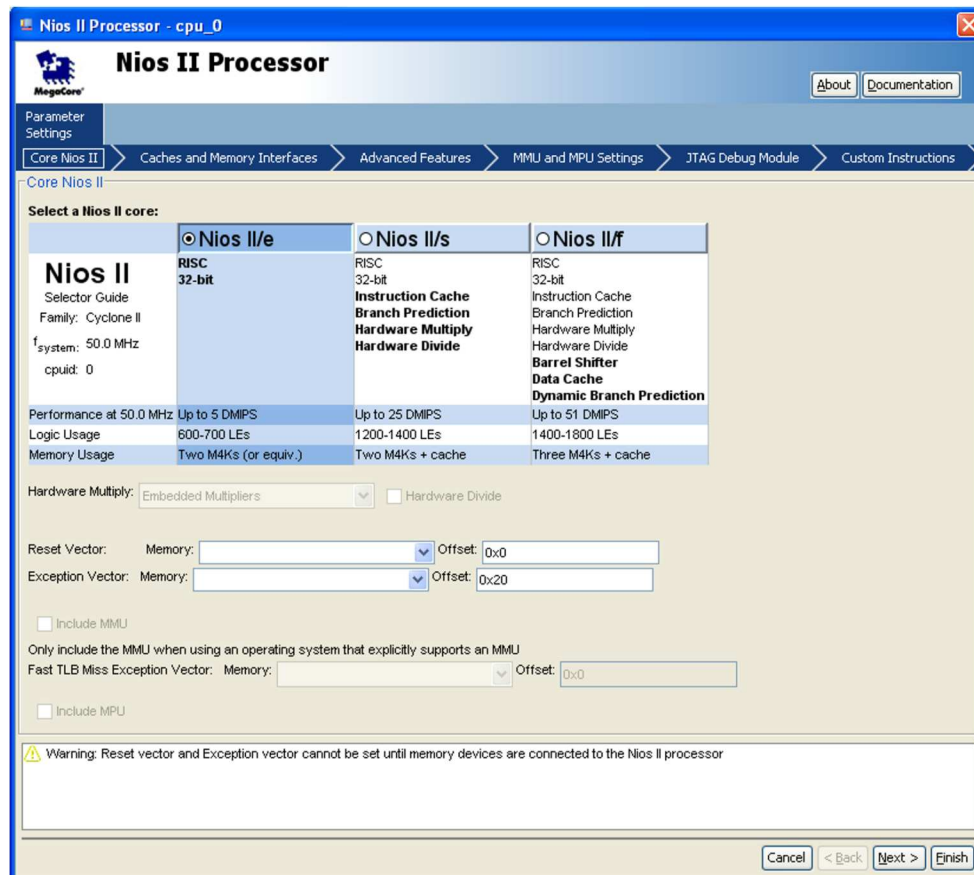 Nios II Processor - cpu_0
MegaCore'
Nios II Processor
About Documentation
Parameter
Settings
Core Nios II Caches and Memory Interfaces Advanced Features MMU and MPU Settings JTAG Debug Module Custom Instructions
Core Nios II
Select a Nios II core:
Nios II/e Nios II/s Nios II/f
Nios II
Selector Guide
Family: Cyclone II
fsystem: 50.0 MHz
cpuid: 0
RISC
32-bit
RISC
32-bit
Instruction Cache
Branch Prediction
Hardware Multiply
Hardware Divide
RISC
32-bit
Instruction Cache
Branch Prediction
Hardware Multiply
Hardware Divide
Barrel Shifter
Data Cache
Dynamic Branch Prediction
Performance at 50.0 MHz Up to 5 DMIPS Up to 25 DMIPS Up to 51 DMIPS
Logic Usage 600-700 LEs 1200-1400 LEs 1400-1800 LEs
Memory Usage Two M4Ks (or equiv.) Two M4Ks + cache Three M4Ks + cache
Hardware Multiply: Embedded Multipliers Hardware Divide
Reset Vector: Memory: Offset: 0x0
Exception Vector: Memory: Offset: 0x20
Include MMU
Only include the MMU when using an operating system that explicitly supports an MMU
Fast TLB Miss Exception Vector: Memory: Offset: 0x0
Include MPU
Warning: Reset vector and Exception vector cannot be set until memory devices are connected to the Nios II processor
Cancel < Back Next > Finish